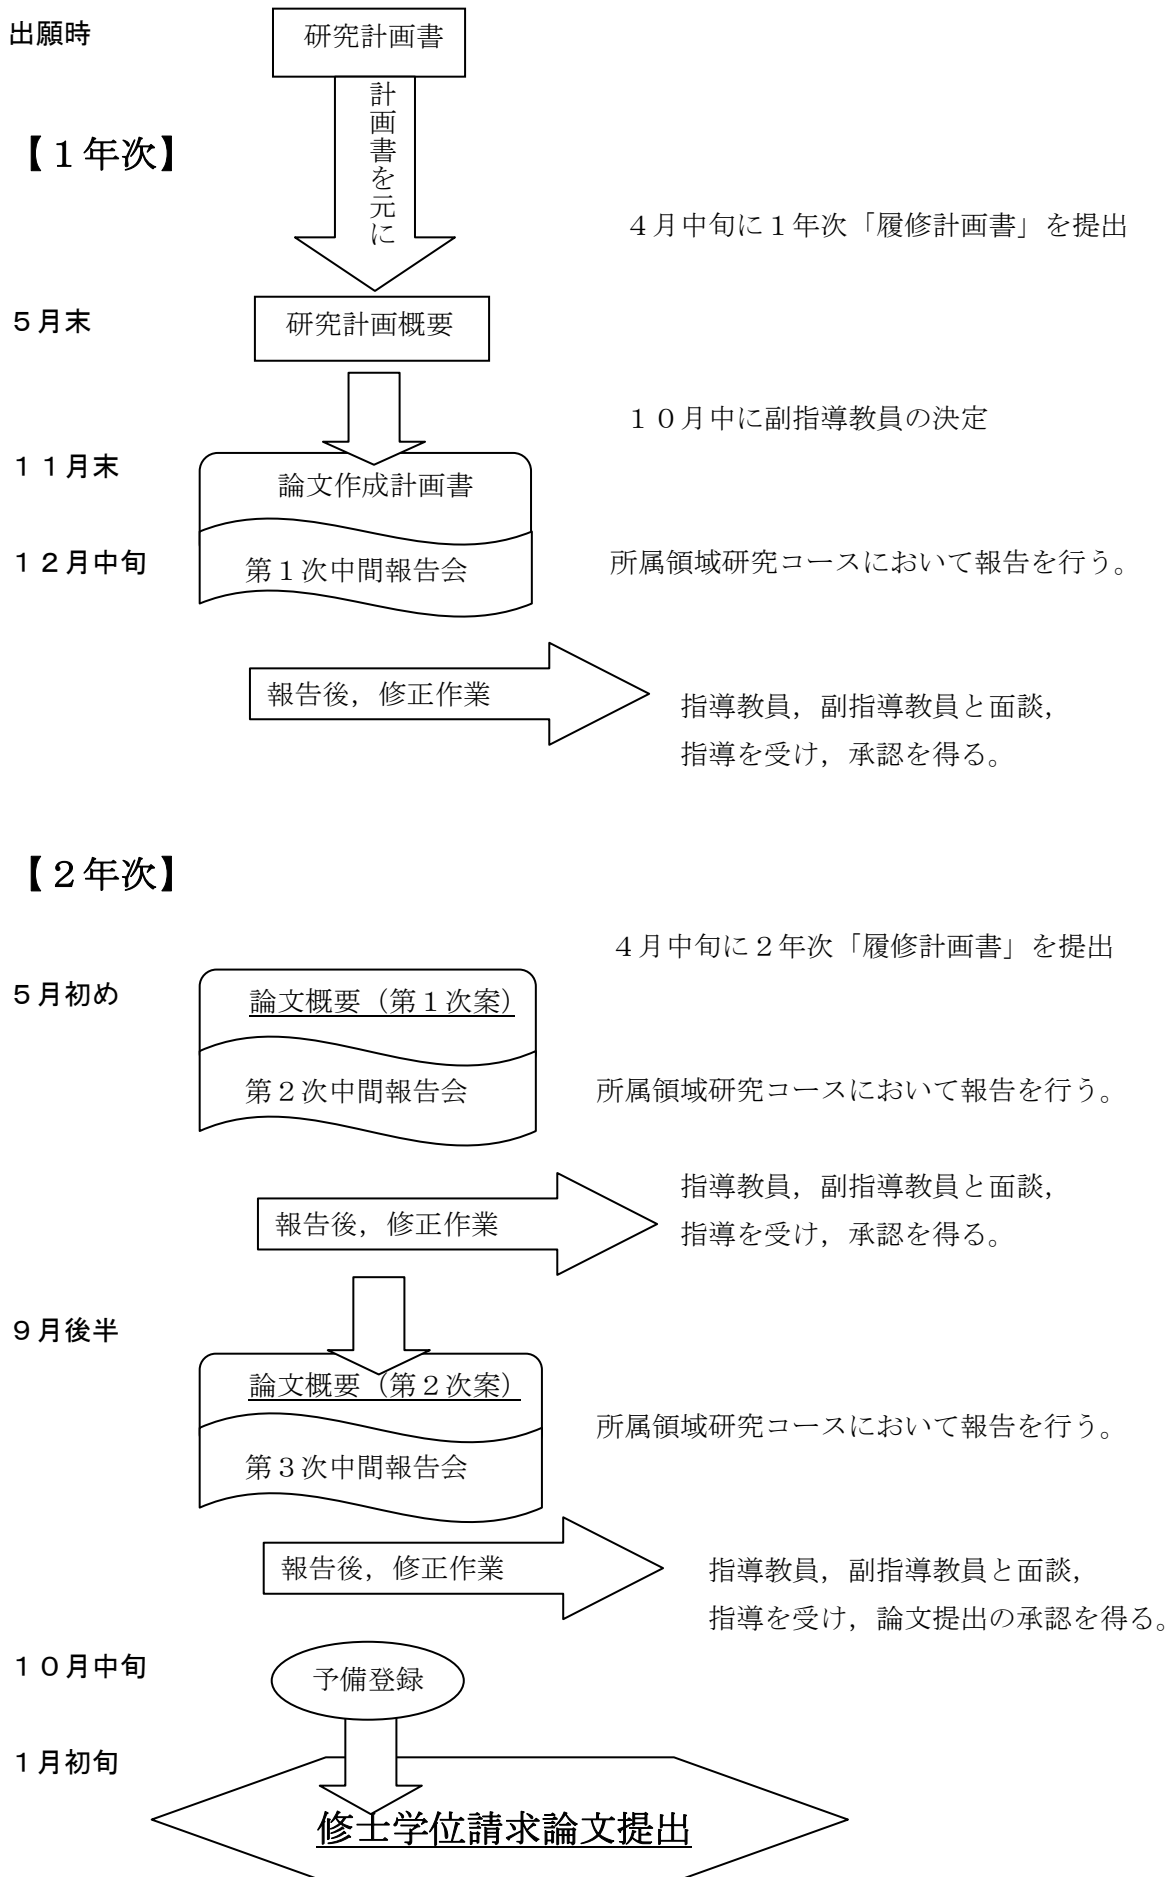 出願時
研究計画書
計画書を元に
【１年次】
４月中旬に１年次「履修計画書」を提出
５月末
研究計画概要
１０月中に副指導教員の決定
１１月末
論文作成計画書
１２月中旬
第１次中間報告会
所属領域研究コースにおいて報告を行う。
報告後，修正作業
指導教員，副指導教員と面談，
指導を受け，承認を得る。
【２年次】
４月中旬に２年次「履修計画書」を提出
５月初め
論文概要（第１次案）
第２次中間報告会
所属領域研究コースにおいて報告を行う。
指導教員，副指導教員と面談，
報告後，修正作業
指導を受け，承認を得る。
９月後半
論文概要（第２次案）
所属領域研究コースにおいて報告を行う。
第３次中間報告会
報告後，修正作業
指導教員，副指導教員と面談，
指導を受け，論文提出の承認を得る。
１０月中旬
予備登録
１月初旬
修士学位請求論文提出